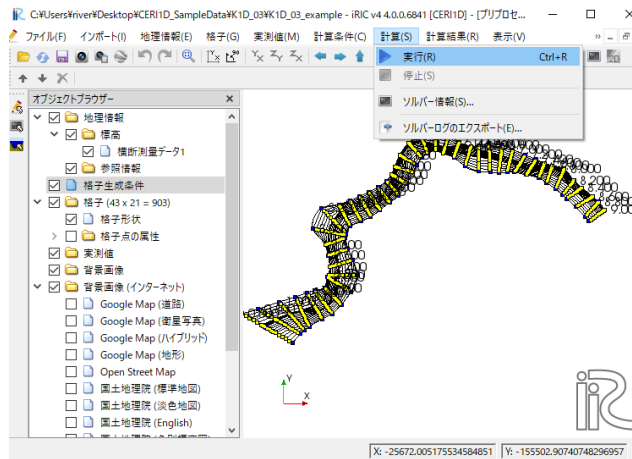 C:¥Users¥river¥Desktop¥CERI1D_SampleData¥K1D_03¥K1D_03_example - iRIC v4 4.0.0.6841 [CERI1D] - [プリプロセ...
ファイル(F) インポート(I) 地理情報(E) 格子(G) 実測値(M) 計算条件(C) 計算(S) 計算結果(R) 表示(V) »
実行(R) Ctrl+R
停止(S)
ソルバー情報(S)...
ソルバーログのエクスポート(E)...
オブジェクトブラウザー
地理情報
標高
横断測量データ1
参照情報
格子生成条件
格子 (43 x 21 = 903)
格子形状
格子点の属性
実測値
背景画像
背景画像 (インターネット)
Google Map (道路)
Google Map (衛星写真)
Google Map (ハイブリッド)
Google Map (地形)
Open Street Map
国土地理院 (標準地図)
国土地理院 (淡色地図)
国土地理院 (English)
Y
X
iRIC
X: -25672.005175534584851 Y: -155502.90740748296957